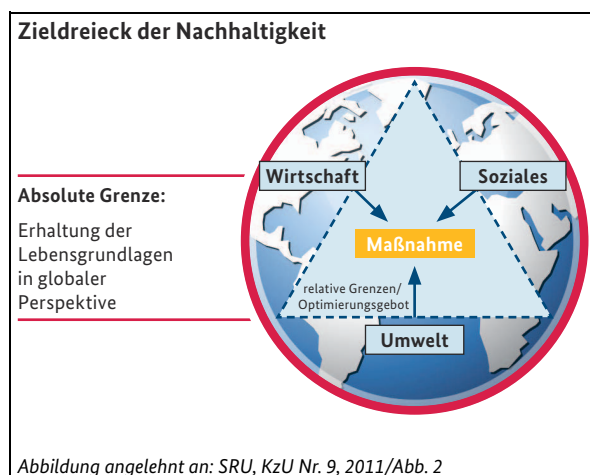 Zieldreieck der Nachhaltigkeit
Wirtschaft
Soziales
Absolute Grenze:
Erhaltung der
Lebensgrundlagen
in globaler
Perspektive
Maßnahme
relative Grenzen/
Optimierungsgebot
Umwelt
Abbildung angelehnt an: SRU, KzU Nr. 9, 2011/Abb. 2